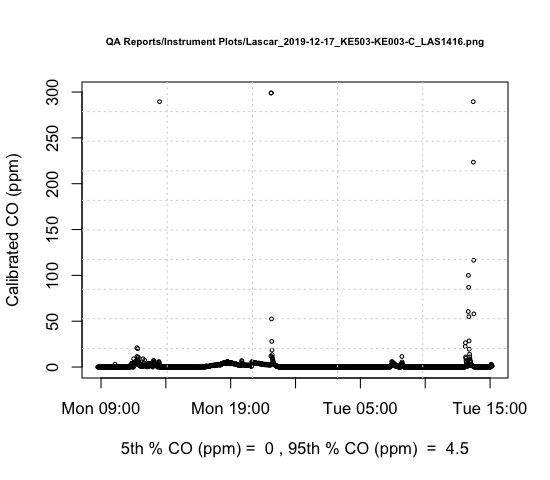 QA Reports/Instrument Plots/Lascar_2019-12-17_KE503-KE003-C_LAS1416.png
Calibrated CO (ppm)
300
250
200
150
100
50
0
Mon 09:00 Mon 19:00 Tue 05:00 Tue 15:00
5th % CO (ppm) = 0 , 95th % CO (ppm) = 4.5